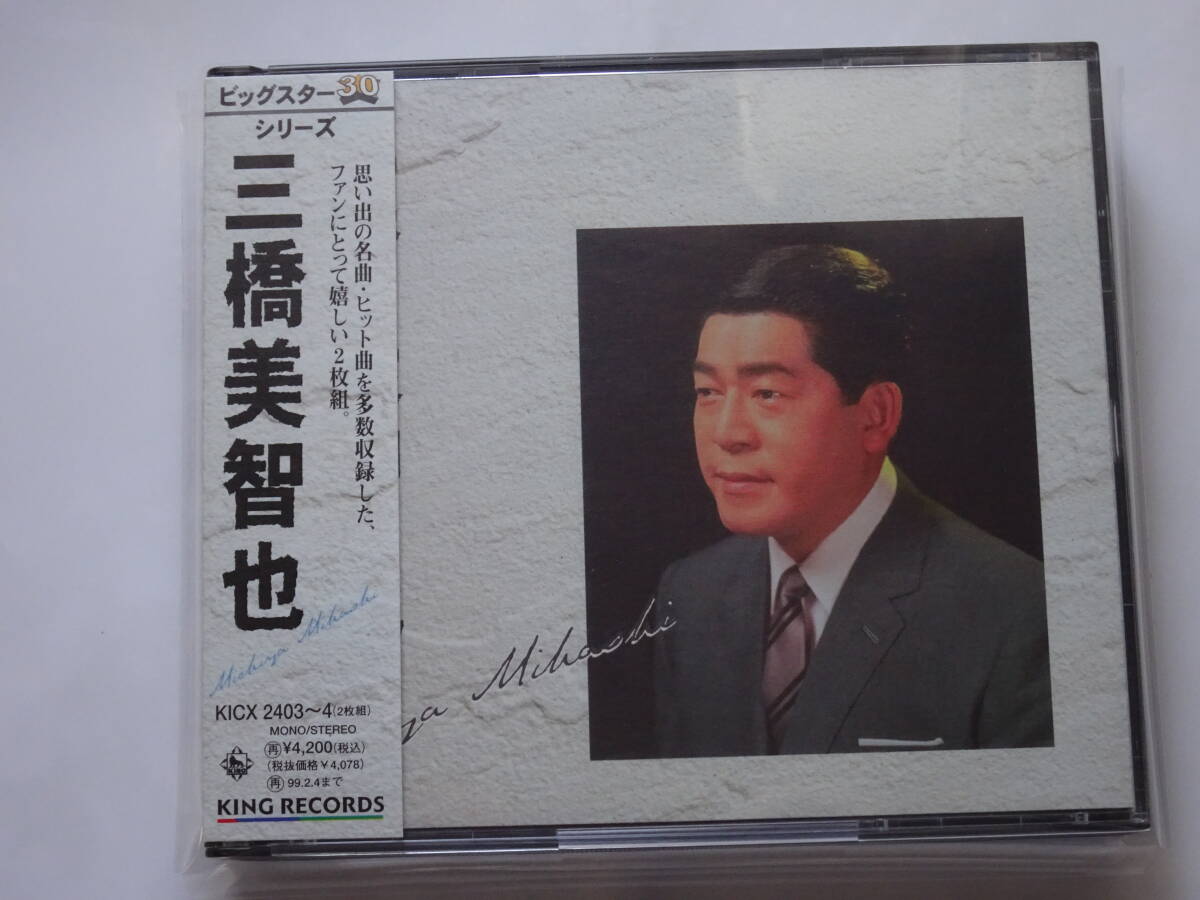 ビッグスター30
シリーズ
三橋美智也
思い出の名曲・ヒット曲を多数収録した、
ファンにとって嬉しい2枚組。
Michiya Mihashi
KICX 2403〜4(2枚組)
MONO/STEREO
再¥4,200(税込)
(税抜価格¥4,078)
再99.2.4まで
KING
KING RECORDS
ya Mihashi